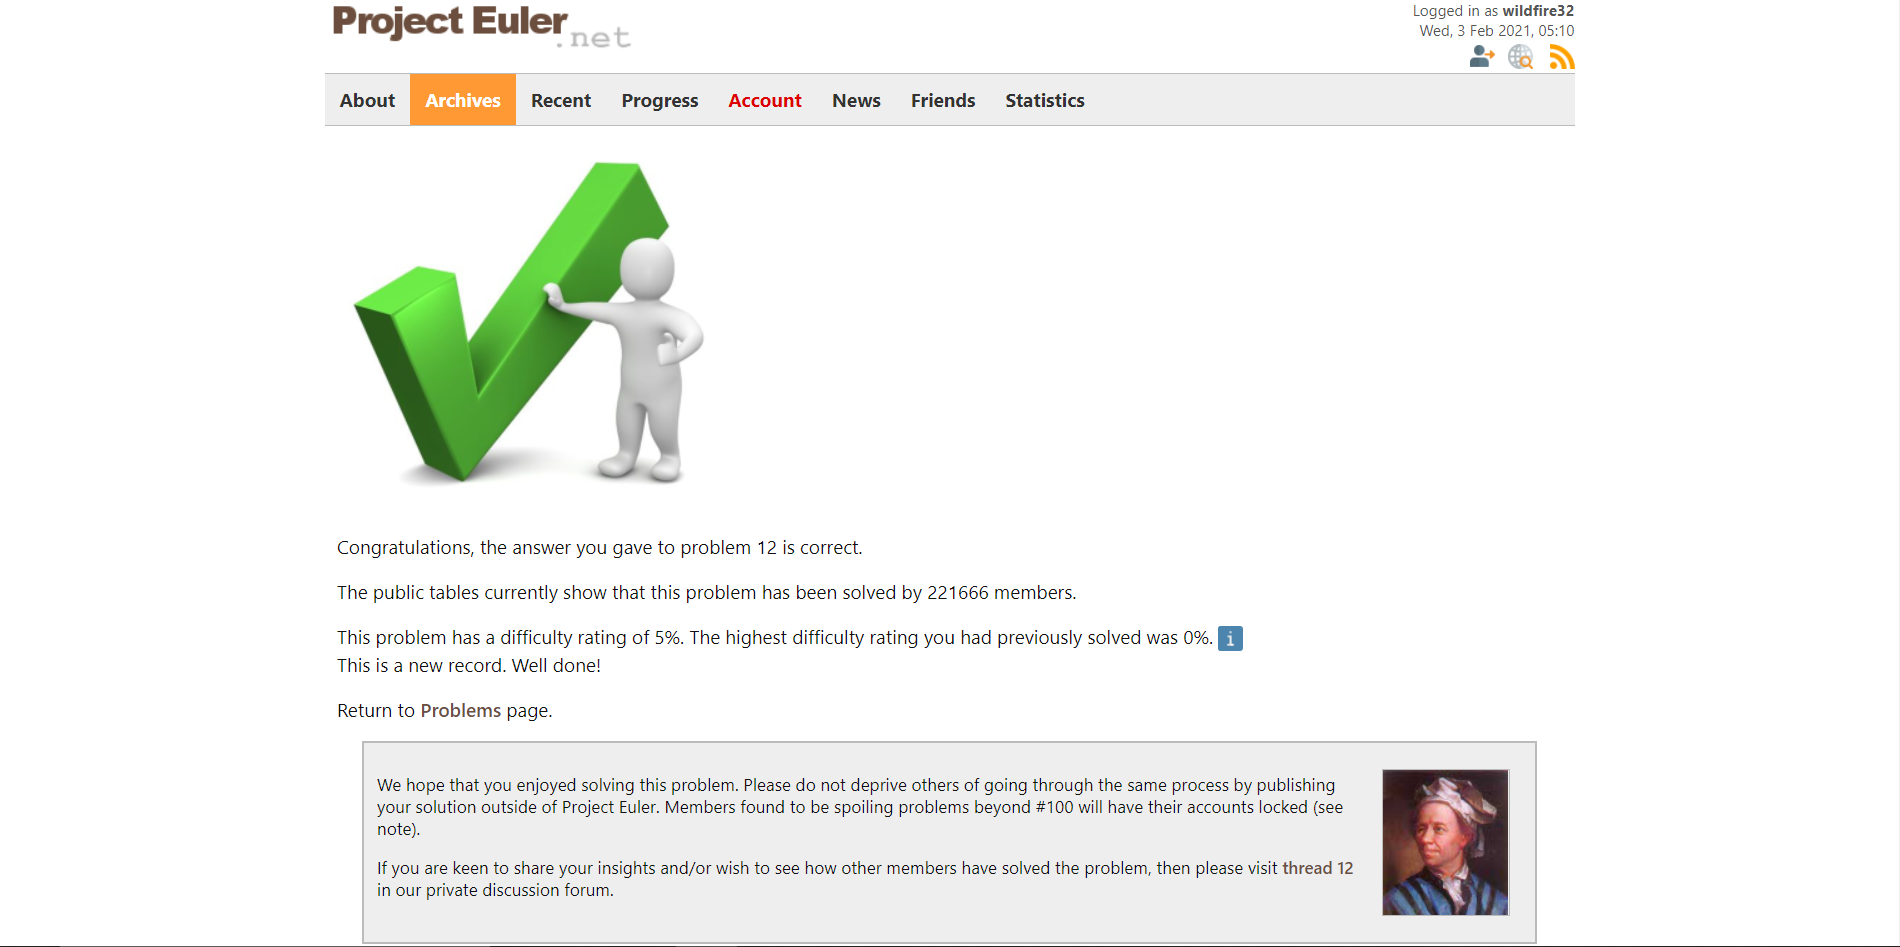 Project Euler
.net
Logged in as wildfire32
Wed, 3 Feb 2021, 05:10
About Archives Recent Progress Account News Friends Statistics
Congratulations, the answer you gave to problem 12 is correct.
The public tables currently show that this problem has been solved by 221666 members.
This problem has a difficulty rating of 5%. The highest difficulty rating you had previously solved was 0%. i
This is a new record. Well done!
Return to Problems page.
We hope that you enjoyed solving this problem. Please do not deprive others of going through the same process by publishing
your solution outside of Project Euler. Members found to be spoiling problems beyond #100 will have their accounts locked (see
note).
If you are keen to share your insights and/or wish to see how other members have solved the problem, then please visit thread 12
in our private discussion forum.